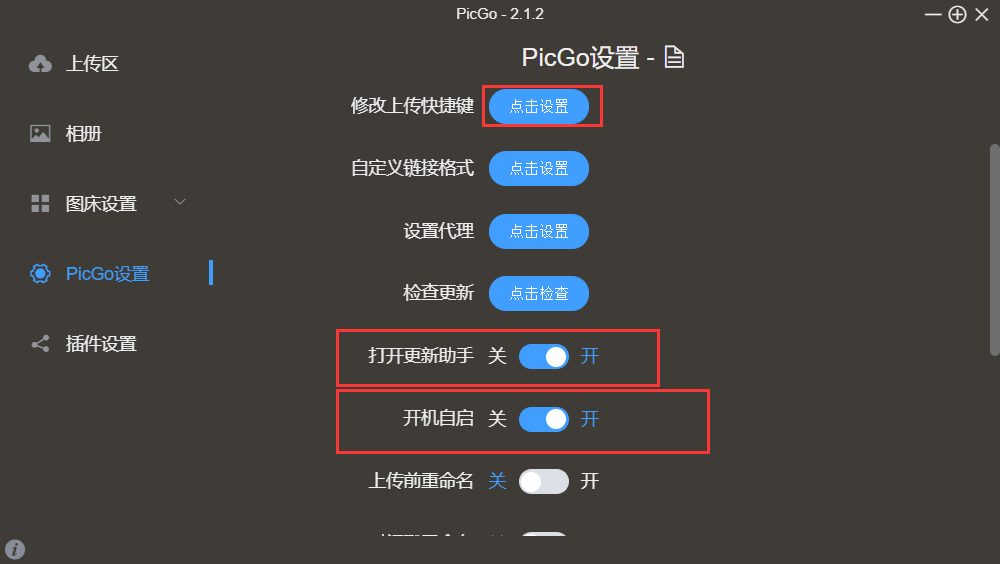 PicGo - 2.1.2
上传区
相册
图床设置
PicGo设置
插件设置
PicGo设置 -
修改上传快捷键 点击设置
自定义链接格式 点击设置
设置代理 点击设置
检查更新 点击检查
打开更新助手 关 开
开机自启 关 开
上传前重命名 关 开